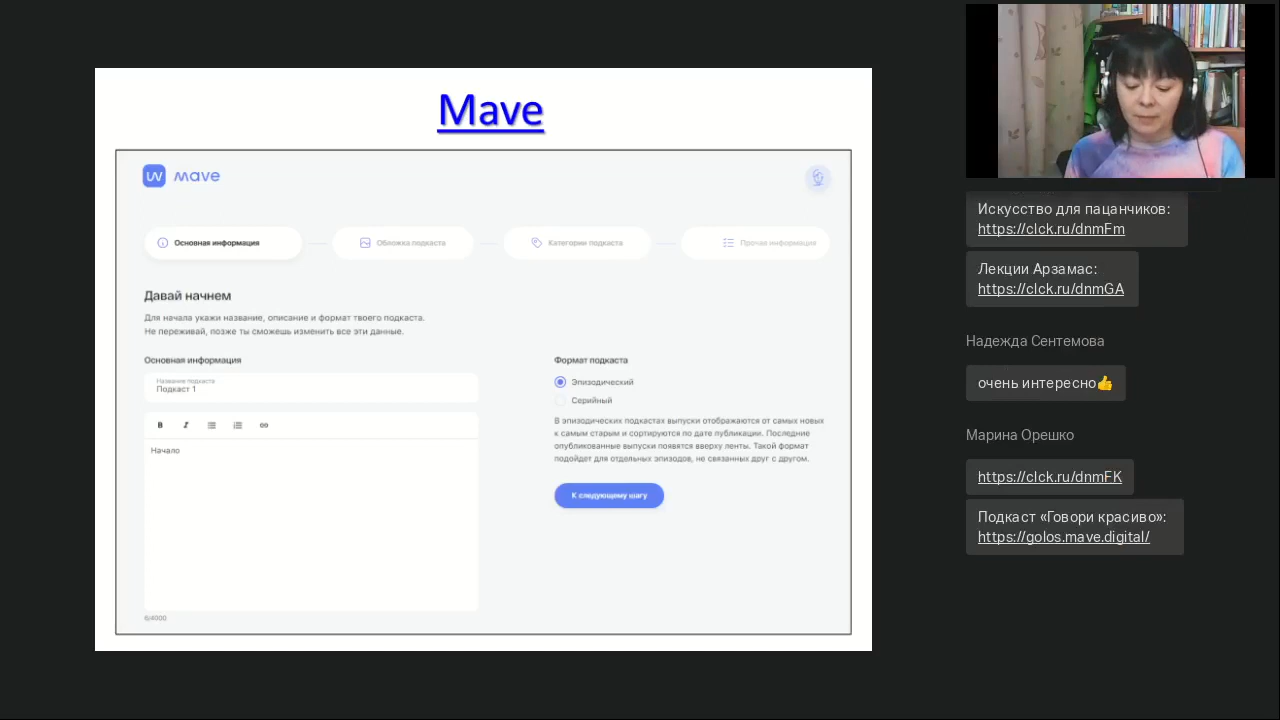 Mave
mave
Основная информация
Обложка подкаста
Категории подкаста
Прочая информация
Давай начнем
Для начала укажи название, описание и формат твоего подкаста.
Не переживай, позже ты сможешь изменить все эти данные.
Основная информация
Название подкаста
Подкаст 1
B I
Начало
6/4000
Формат подкаста
Эпизодический
Серийный
В эпизодических подкастах выпуски отображаются от самых новых
к самым старым и сортируются по дате публикации. Последние
опубликованные выпуски появятся вверху ленты. Такой формат
подойдет для отдельных эпизодов, не связанных друг с другом.
К следующему шагу
Искусство для пацанчиков:
https://clck.ru/dnmFm
Лекции Арзамас:
https://clck.ru/dnmGA
Надежда Сентемова
очень интересно👍
Марина Орешко
https://clck.ru/dnmFK
Подкаст «Говори красиво»:
https://golos.mave.digital/